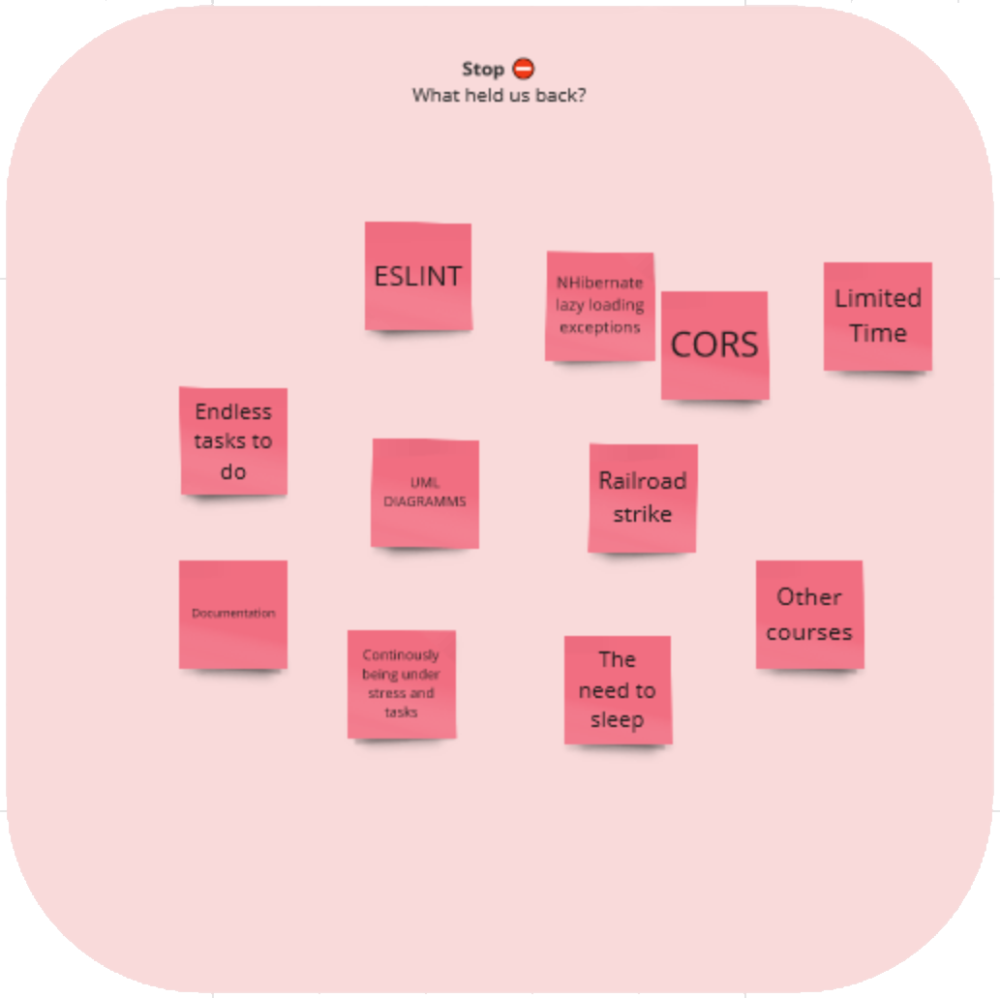 Stop ⛔
What held us back?
ESLINT
NHibernate
lazy loading
exceptions
CORS
Limited
Time
Endless
tasks to
do
UML
DIAGRAMMS
Railroad
strike
Documentation
Continously
being under
stress and
tasks
The
need to
sleep
Other
courses